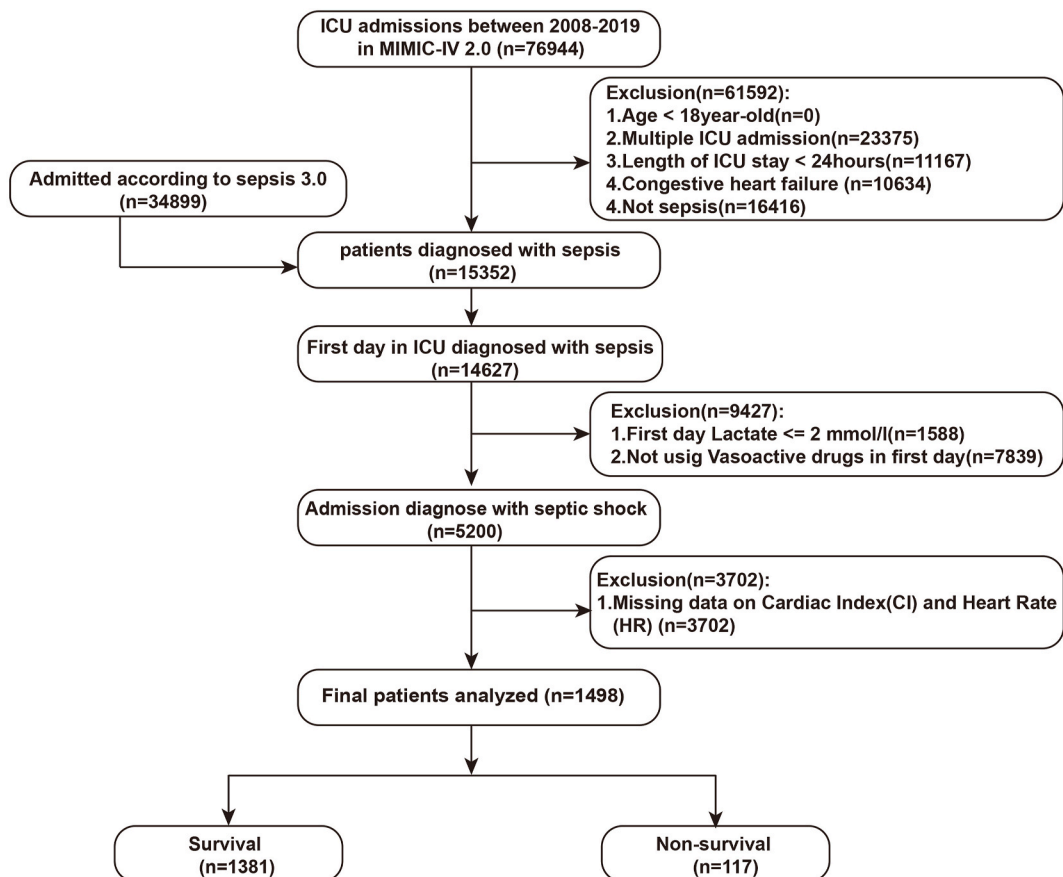 ICU admissions between 2008-2019
in MIMIC-IV 2.0 (n=76944)
Exclusion(n=61592):
1.Age < 18year-old(n=0)
2.Multiple ICU admission(n=23375)
3.Length of ICU stay < 24hours(n=11167)
4.Congestive heart failure (n=10634)
4.Not sepsis(n=16416)
Admitted according to sepsis 3.0
(n=34899)
patients diagnosed with sepsis
(n=15352)
First day in ICU diagnosed with sepsis
(n=14627)
Exclusion(n=9427):
1.First day Lactate <= 2 mmol/l(n=1588)
2.Not usig Vasoactive drugs in first day(n=7839)
Admission diagnose with septic shock
(n=5200)
Exclusion(n=3702):
1.Missing data on Cardiac Index(CI) and Heart Rate
(HR) (n=3702)
Final patients analyzed (n=1498)
Survival
(n=1381)
Non-survival
(n=117)